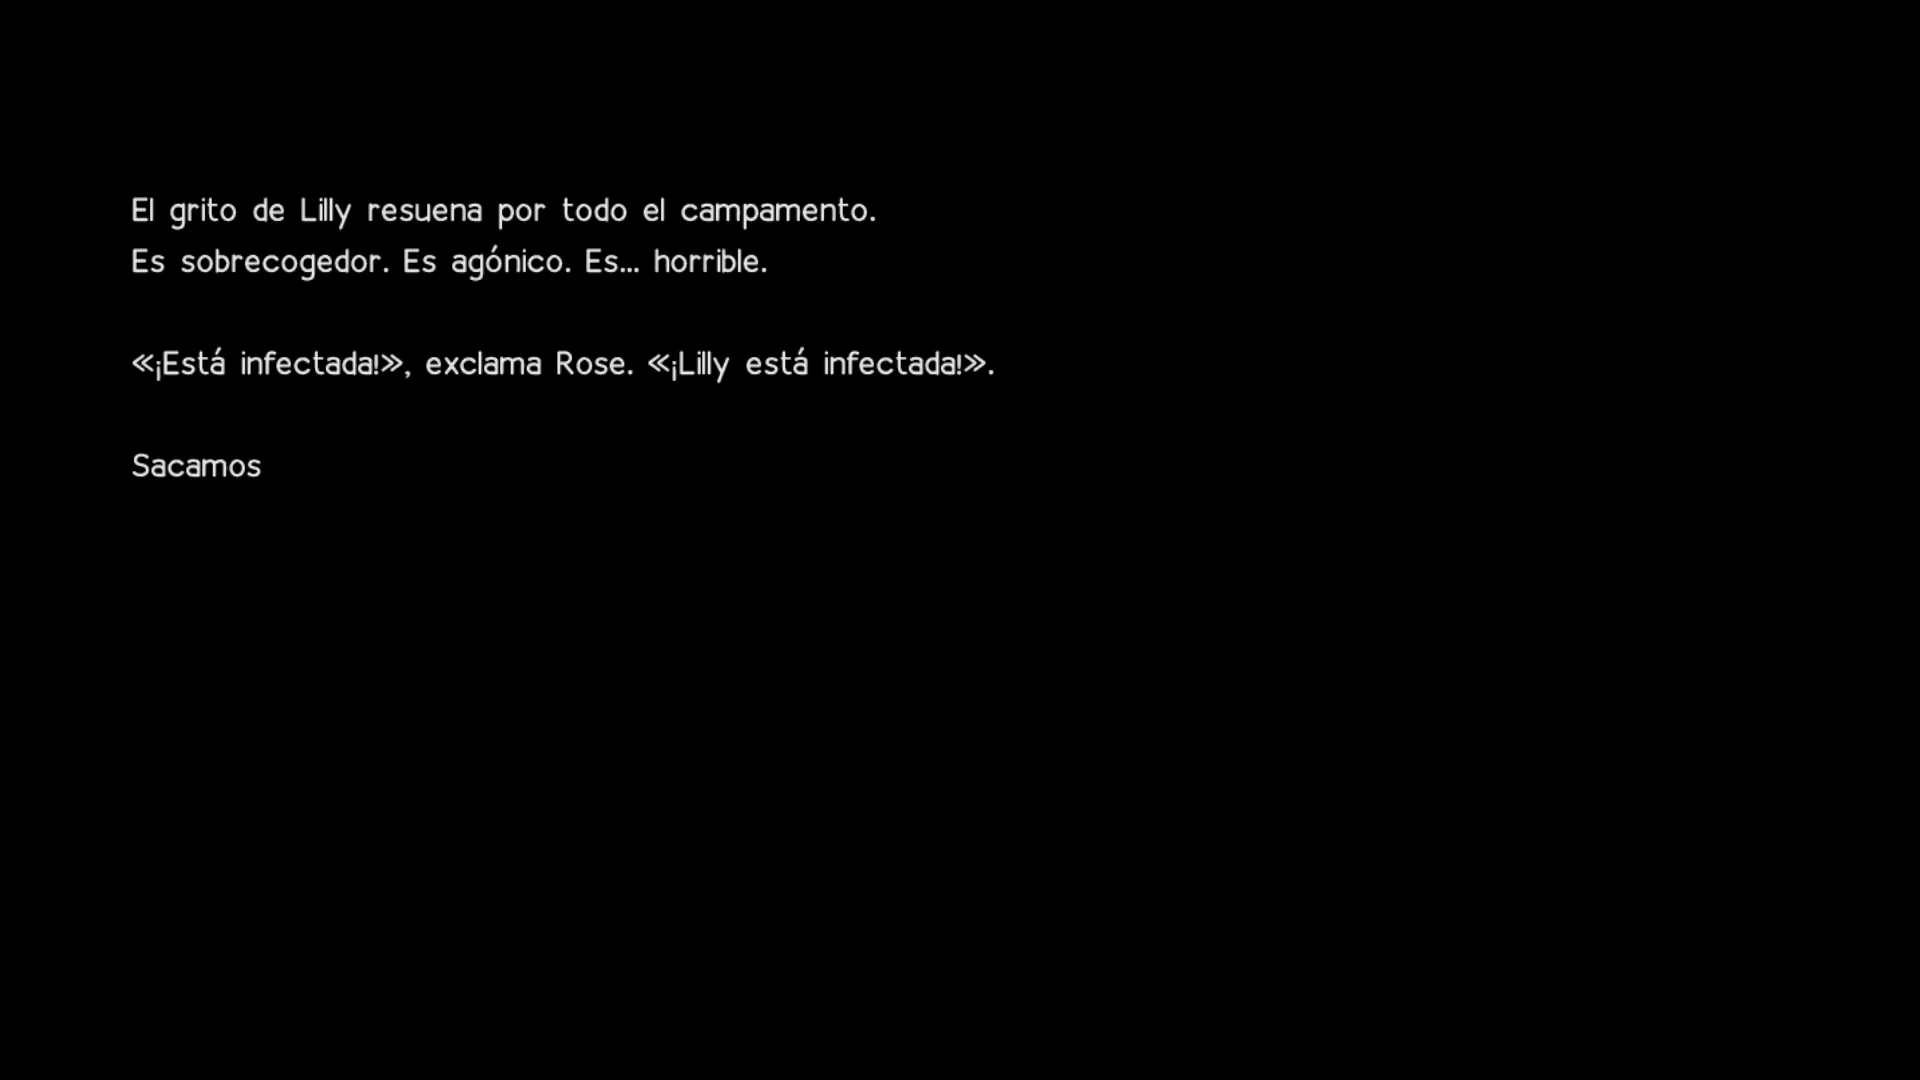 El grito de Lilly resuena por todo el campamento.
Es sobrecogedor. Es agónico. Es... horrible.
«¡Está infectada!», exclama Rose. «¡Lilly está infectada!».
Sacamos